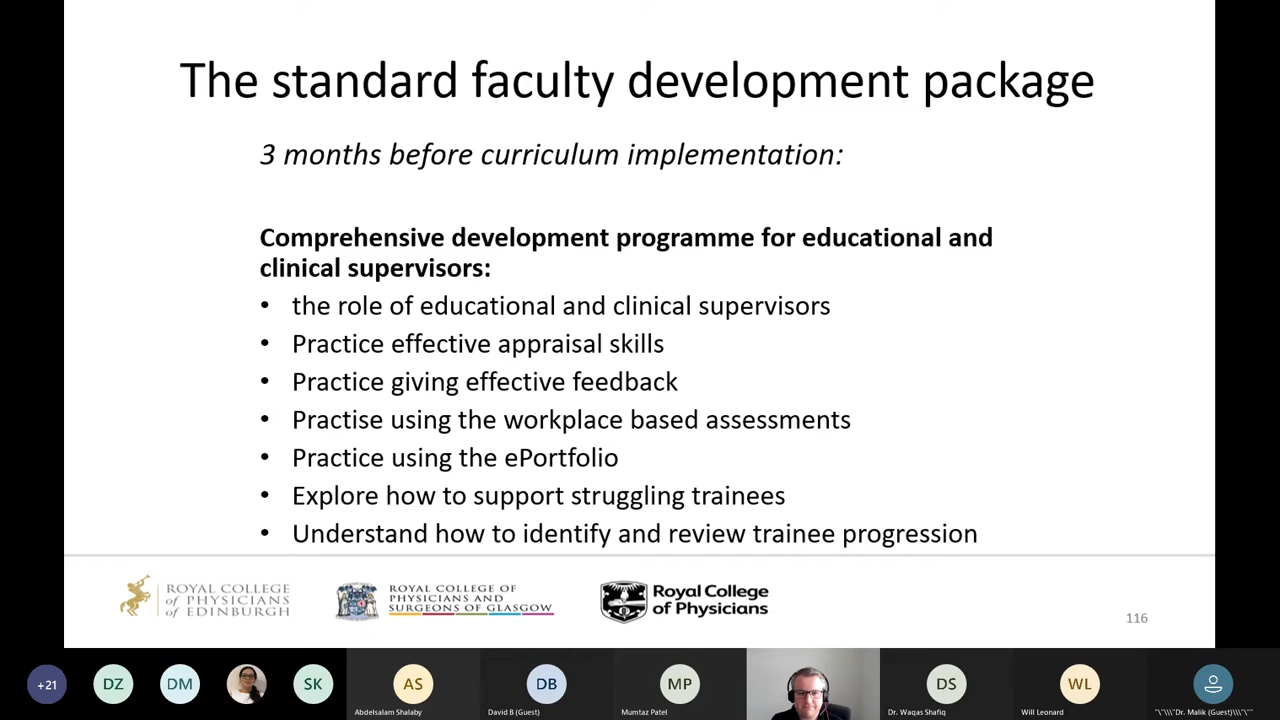 The standard faculty development package
3 months before curriculum implementation:
Comprehensive development programme for educational and
clinical supervisors:
• the role of educational and clinical supervisors
• Practice effective appraisal skills
• Practice giving effective feedback
• Practise using the workplace based assessments
• Practice using the ePortfolio
• Explore how to support struggling trainees
• Understand how to identify and review trainee progression
ROYAL COLLEGE
of PHYSICIANS
of EDINBURGH
ROYAL COLLEGE OF
PHYSICIANS AND
SURGEONS OF GLASGOW
Royal College
of Physicians
116
+21
DZ
DM
SK
AS
DB
MP
DS
WL
Abdelsalam Shalaby
David B (Guest)
Mumtaz Patel
Dr. Waqas Shafiq
Will Leonard
"\"\\"Dr. Malik (Guest)\\\"\""